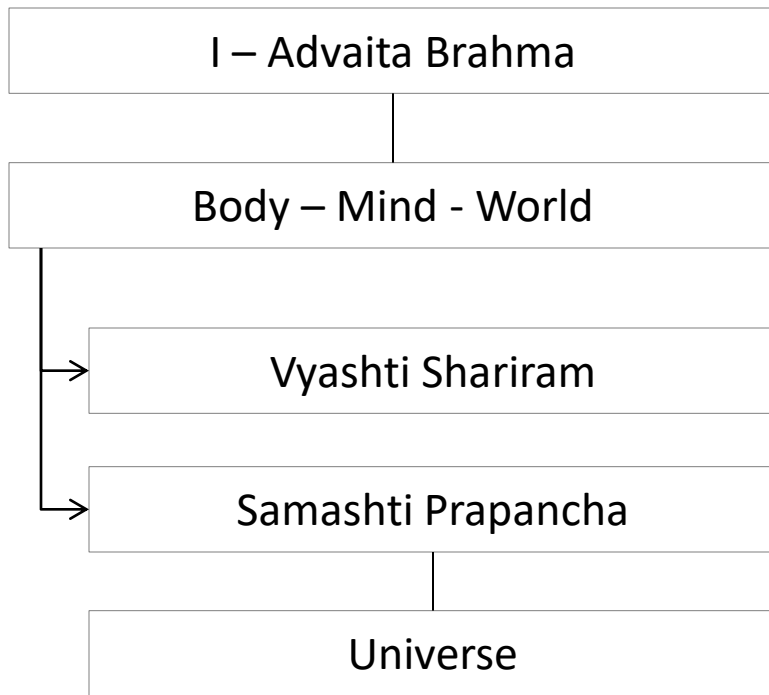 I – Advaita Brahma
Body – Mind - World
Vyashti Shariram
Samashti Prapancha
Universe